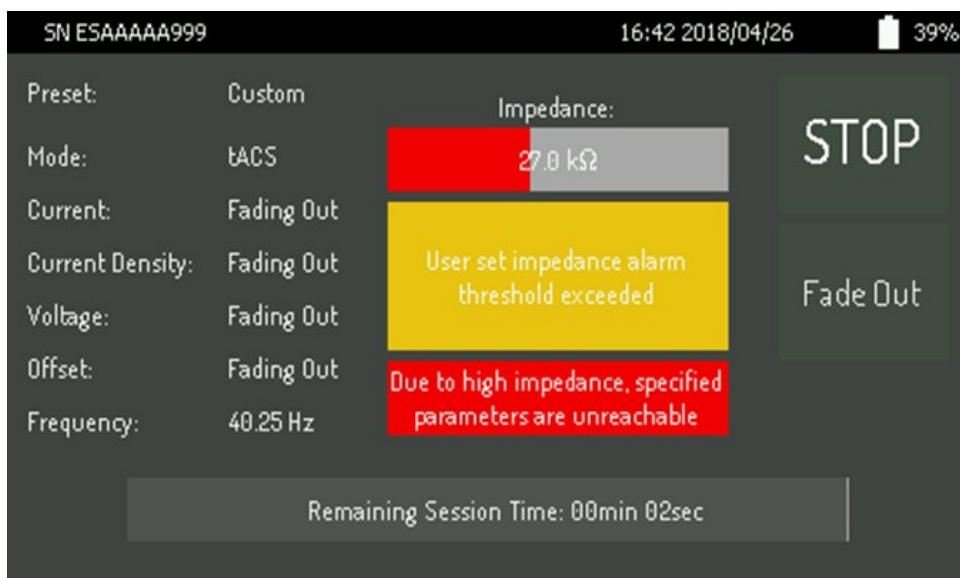 SN ESAAAAA999 16:42 2018/04/26 39%
Preset: Custom
Mode: tACS
Current: Fading Out
Current Density: Fading Out
Voltage: Fading Out
Offset: Fading Out
Frequency: 40.25 Hz
Impedance:
27.0 kΩ
User set impedance alarm
threshold exceeded
Due to high impedance, specified
parameters are unreachable
STOP
Fade Out
Remaining Session Time: 00min 02sec